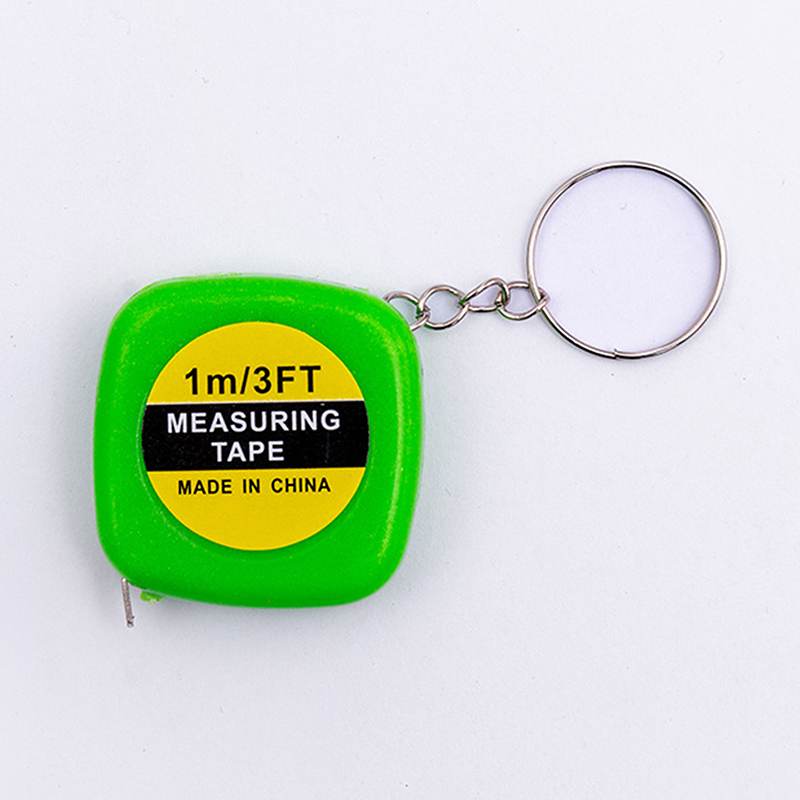 1m/3FT
MEASURING
TAPE
MADE IN CHINA